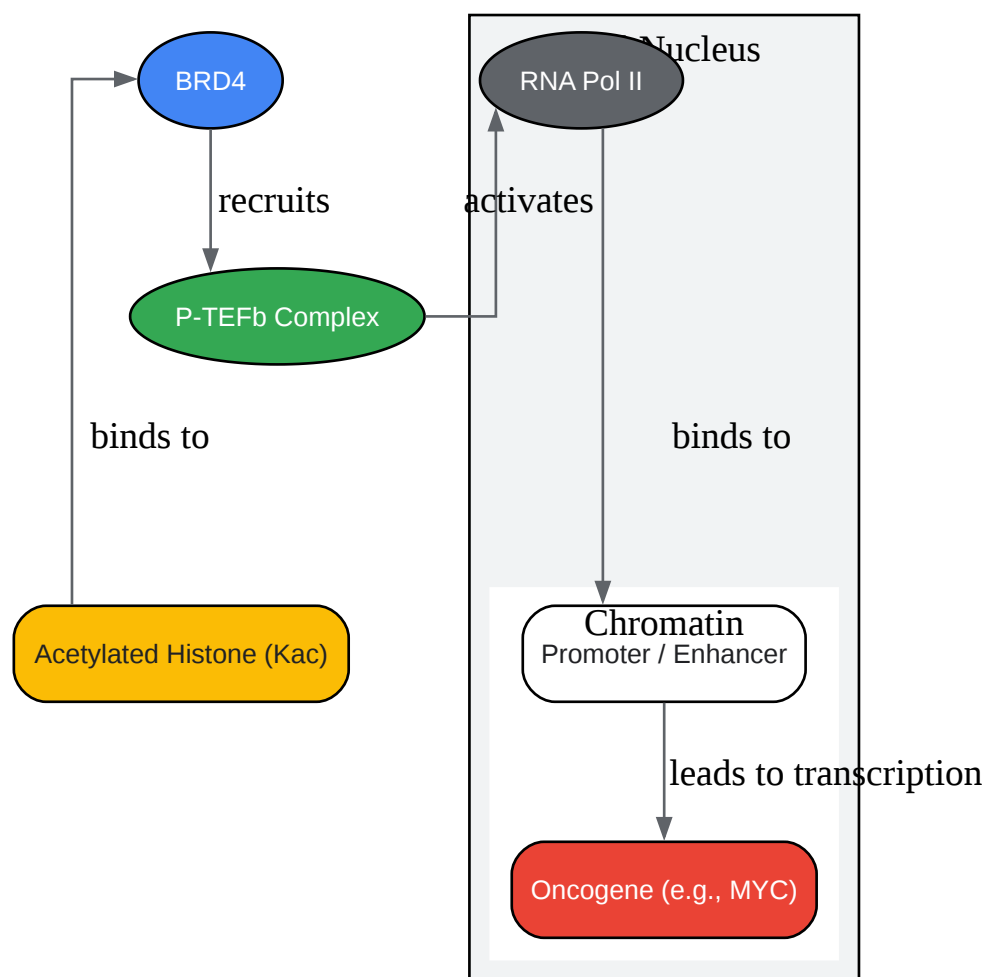 BRD4
RNA Pol II
Nucleus
recruits
activates
P-TEFb Complex
binds to
binds to
Acetylated Histone (Kac)
Chromatin
Promoter / Enhancer
leads to transcription
Oncogene (e.g., MYC)